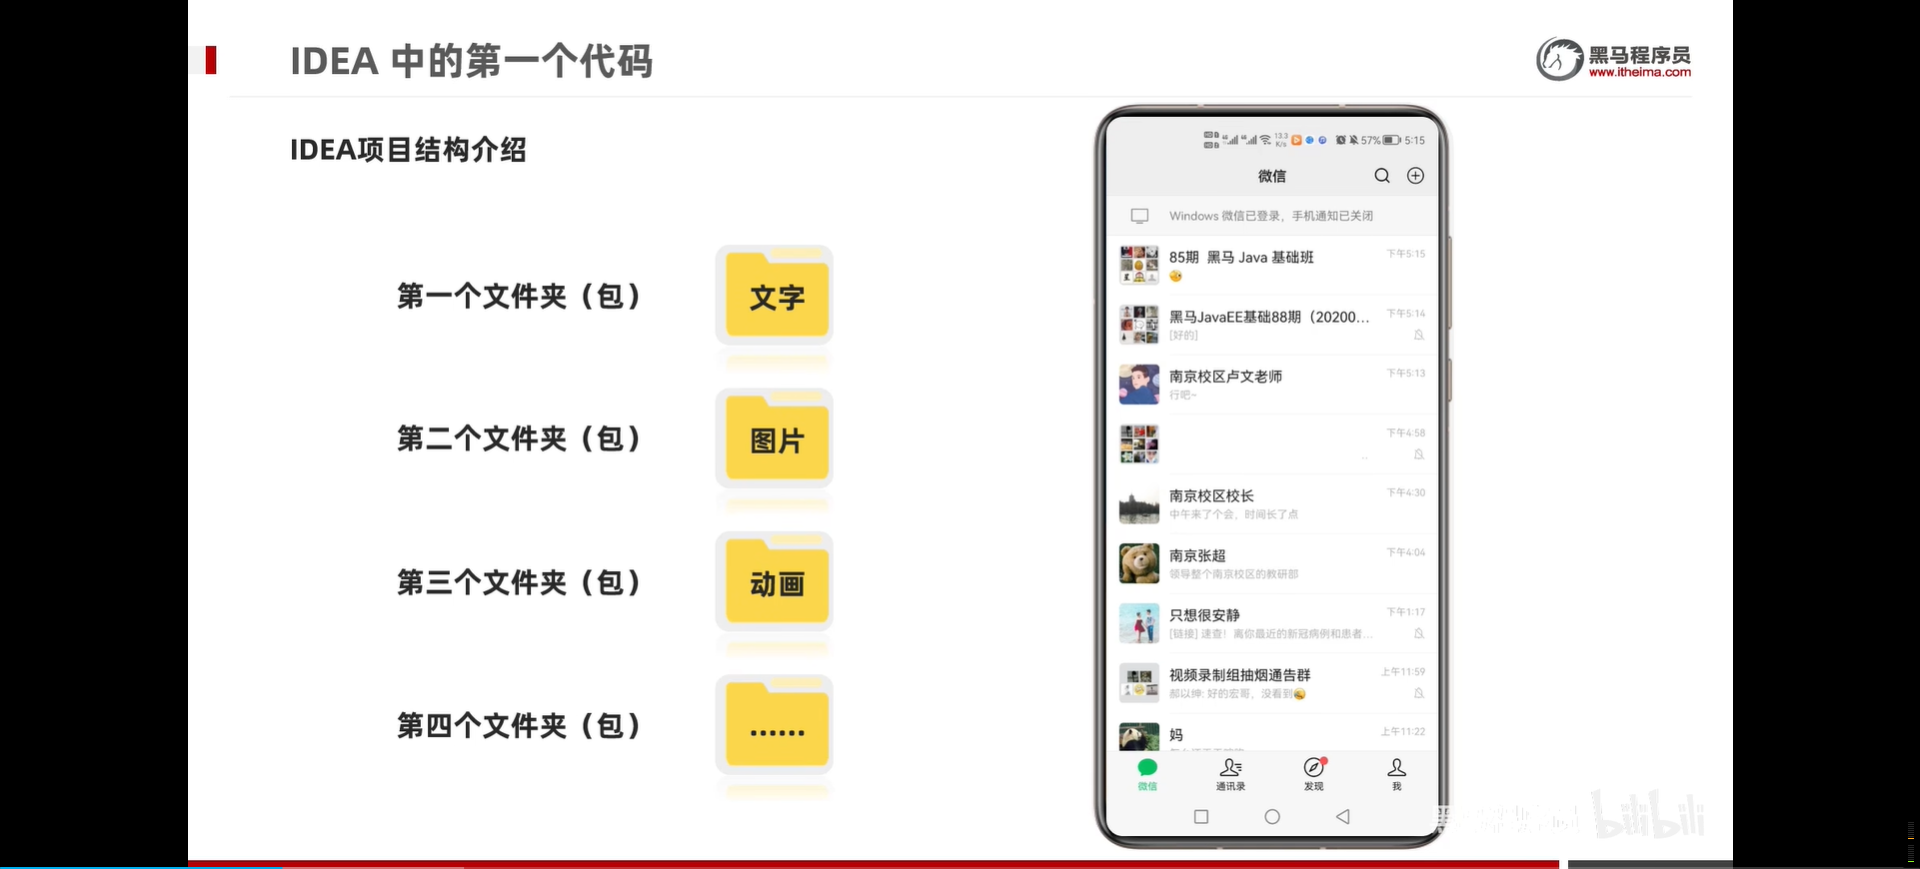 IDEA 中的第一个代码
黑马程序员
www.itheima.com
IDEA项目结构介绍
第一个文件夹（包）
文字
第二个文件夹（包）
图片
第三个文件夹（包）
动画
第四个文件夹（包）
……
13.3
K/s
57%
5:15
微信
Windows 微信已登录，手机通知已关闭
85期 黑马 Java 基础班
下午5:15
黑马JavaEE基础88期（20200...
下午5:14
[好的]
南京校区卢文老师
下午5:13
行吧~
下午4:58
南京校区校长
下午4:30
中午来了个会，时间长了点
南京张超
下午4:04
领导整个南京校区的教研部
只想很安静
下午1:17
[链接] 速查！离你最近的新冠病例和患者...
视频录制组抽烟通告群
上午11:59
郝以绅: 好的宏哥，没看到
妈
上午11:22
微信
通讯录
发现
我
bilibili